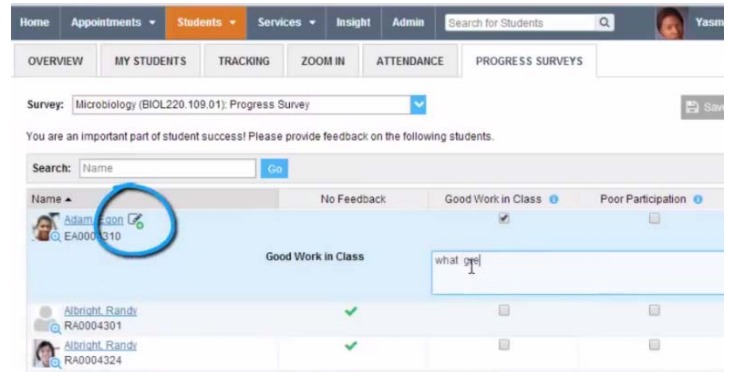 Home Appointments Students Services Insight Admin Search for Students Yasm
OVERVIEW MY STUDENTS TRACKING ZOOM IN ATTENDANCE PROGRESS SURVEYS
Survey: Microbiology (BIOL220.109.01): Progress Survey Save
You are an important part of student success! Please provide feedback on the following students.
Search: Name Go
Name No Feedback Good Work in Class Poor Participation
Adam, Egon
EA0004310
Good Work in Class what gre
Albright, Randy
RA0004301
Albright, Randy
RA0004324